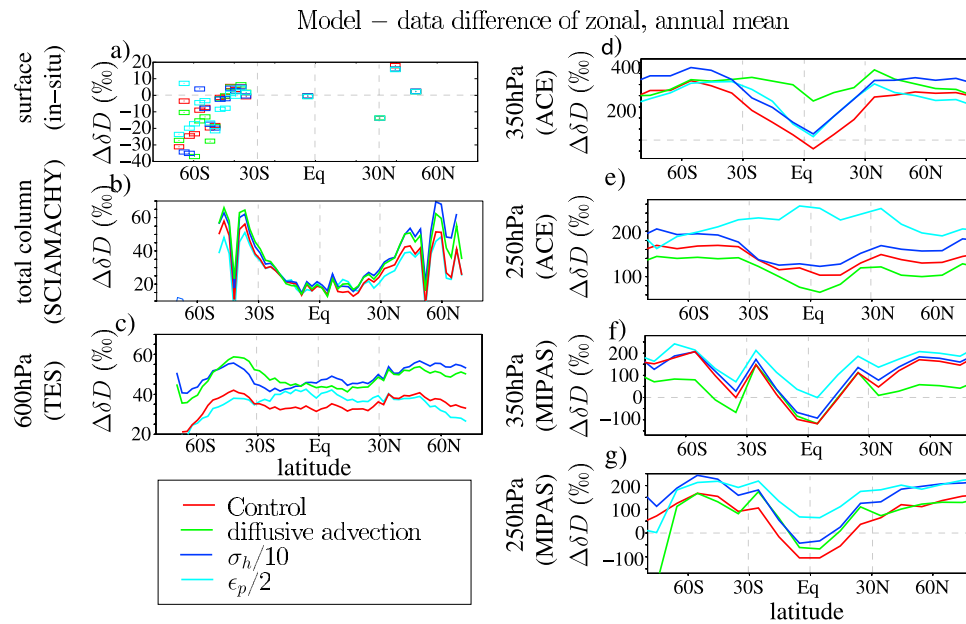 Model − data difference of zonal, annual mean
a)
surface
(in-situ)
ΔδD (‰)
20
10
0
−10
−20
−30
−40
60S
30S
Eq
30N
60N
b)
total column
(SCIAMACHY)
ΔδD (‰)
60
40
20
60S
30S
Eq
30N
60N
c)
600hPa
(TES)
ΔδD (‰)
60
40
20
60S
30S
Eq
30N
60N
latitude
Control
diffusive advection
σ_h/10
ϵ_p/2
d)
350hPa
(ACE)
ΔδD (‰)
400
200
60S
30S
Eq
30N
60N
e)
250hPa
(ACE)
ΔδD (‰)
200
100
60S
30S
Eq
30N
60N
f)
350hPa
(MIPAS)
ΔδD (‰)
200
100
0
−100
60S
30S
Eq
30N
60N
g)
250hPa
(MIPAS)
ΔδD (‰)
200
100
0
−100
60S
30S
Eq
30N
60N
latitude